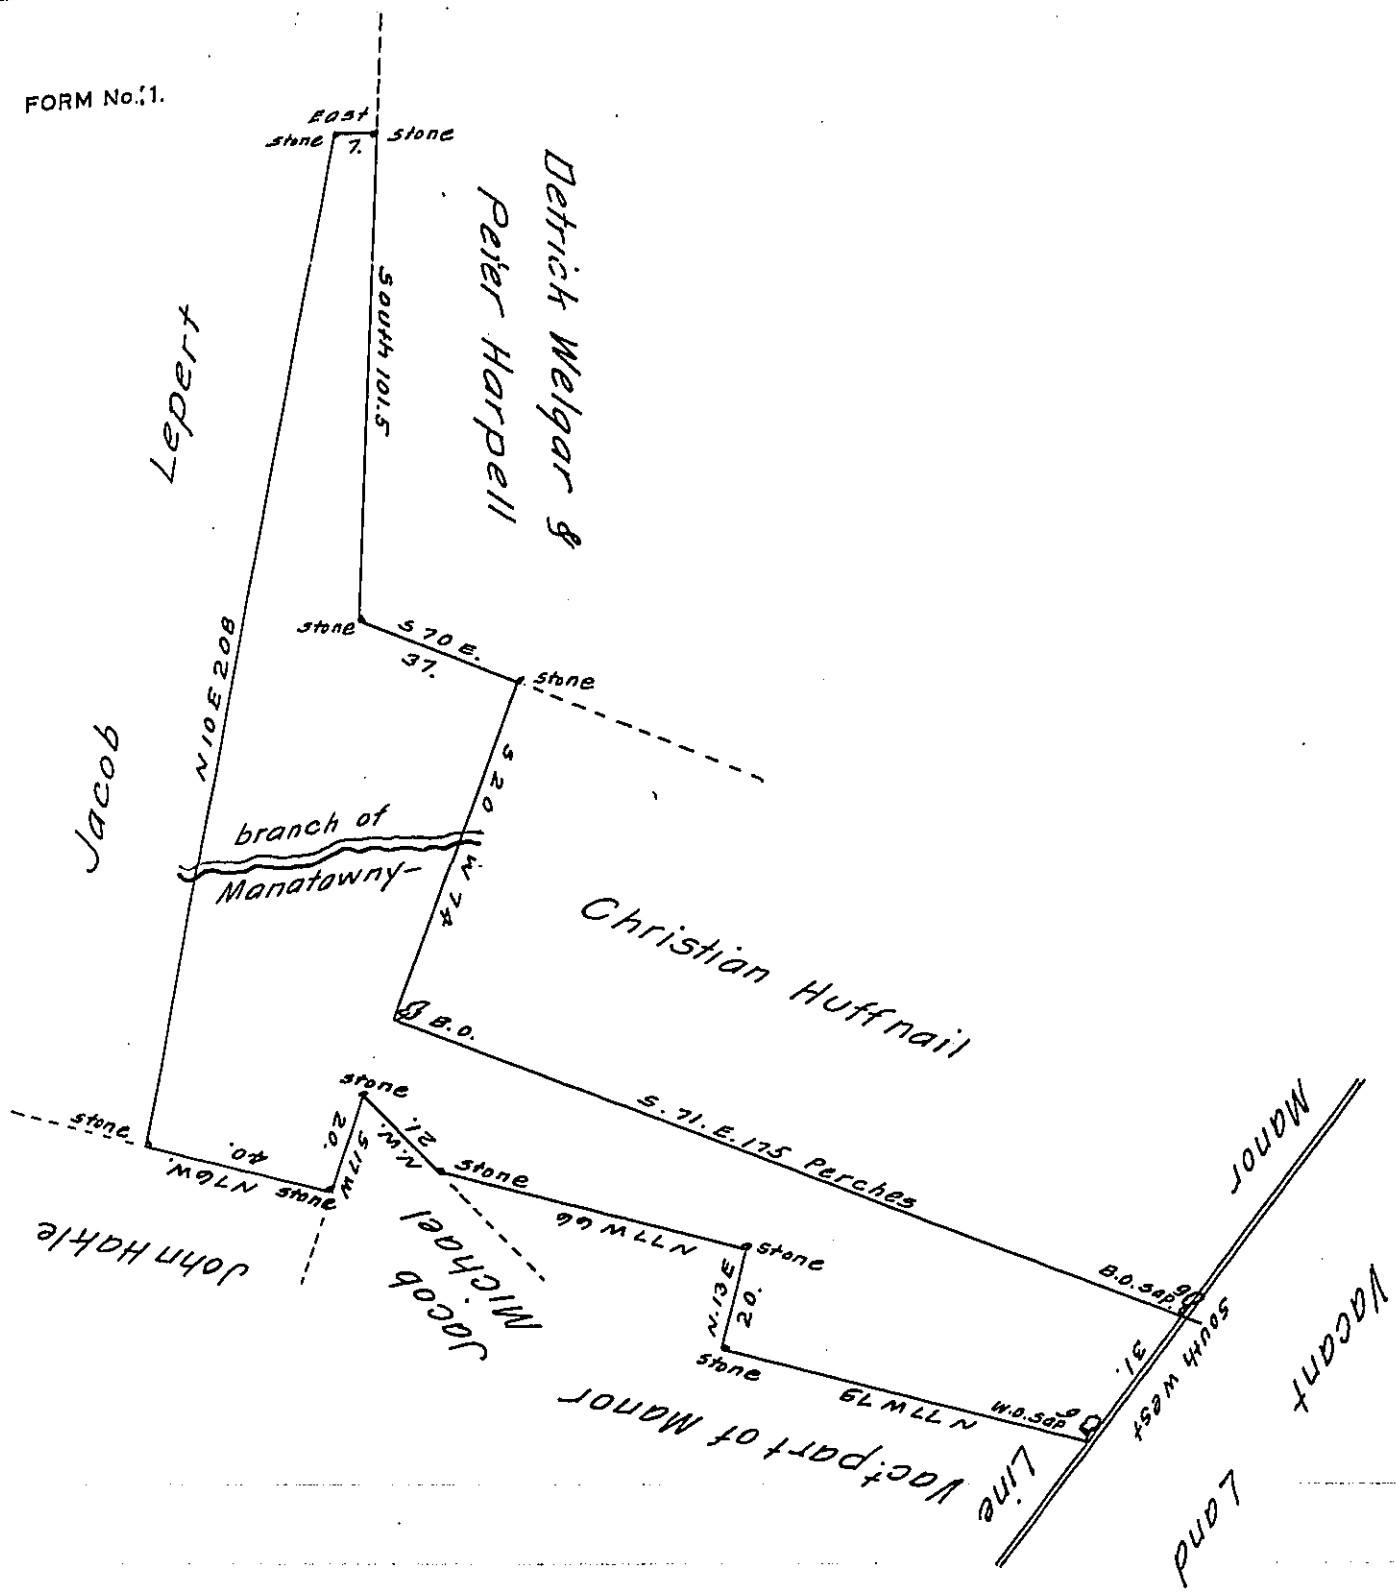 FORM No. 1.
East
stone 7. stone
South 101.5
Detrick Welgar &
Peter Harpell
Jacob Lepert
N 10 E 208
stone
S 70 E.
37.
stone
S 20 W 74
branch of
Manatawny-
Christian Huffnail
B.O.
S. 71. E. 175 Perches
stone
stone
N 76 W.
40.
stone
S 17 W
20.
N.W.
21.
stone
N 77 W 66
stone
N. 13 E
20.
stone
N 77 W 79
W.O. Sap
B.O. Sap.
South West
31.
Manor
Line
Vacant
Land
John Hakle
Jacob
Michael
Vact part of Manor